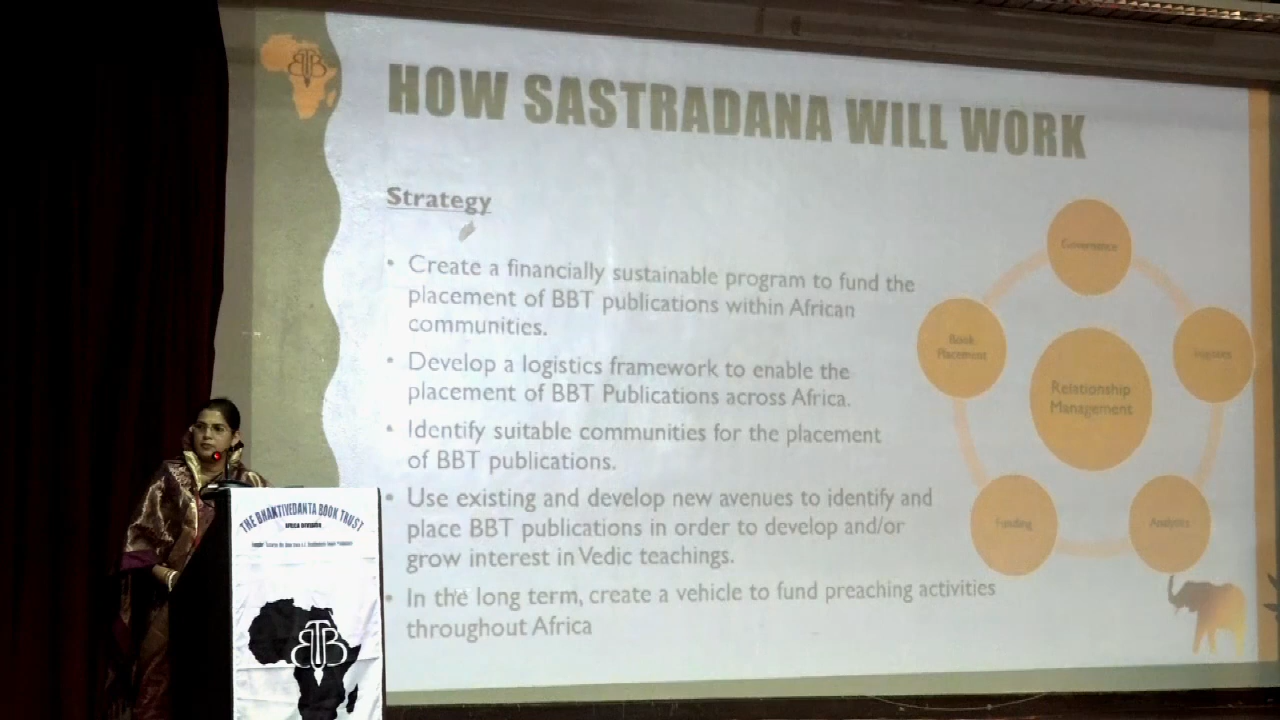 HOW SASTRADANA WILL WORK
Strategy
• Create a financially sustainable program to fund the
placement of BBT publications within African
communities.
• Develop a logistics framework to enable the
placement of BBT Publications across Africa.
• Identify suitable communities for the placement
of BBT publications.
• Use existing and develop new avenues to identify and
place BBT publications in order to develop and/or
grow interest in Vedic teachings.
• In the long term, create a vehicle to fund preaching activities
throughout Africa
Governance
Book
Placement
Logistics
Relationship
Management
Funding
Analytics
THE BHAKTIVEDANTA BOOK TRUST
AFRICA DIVISION
BBT